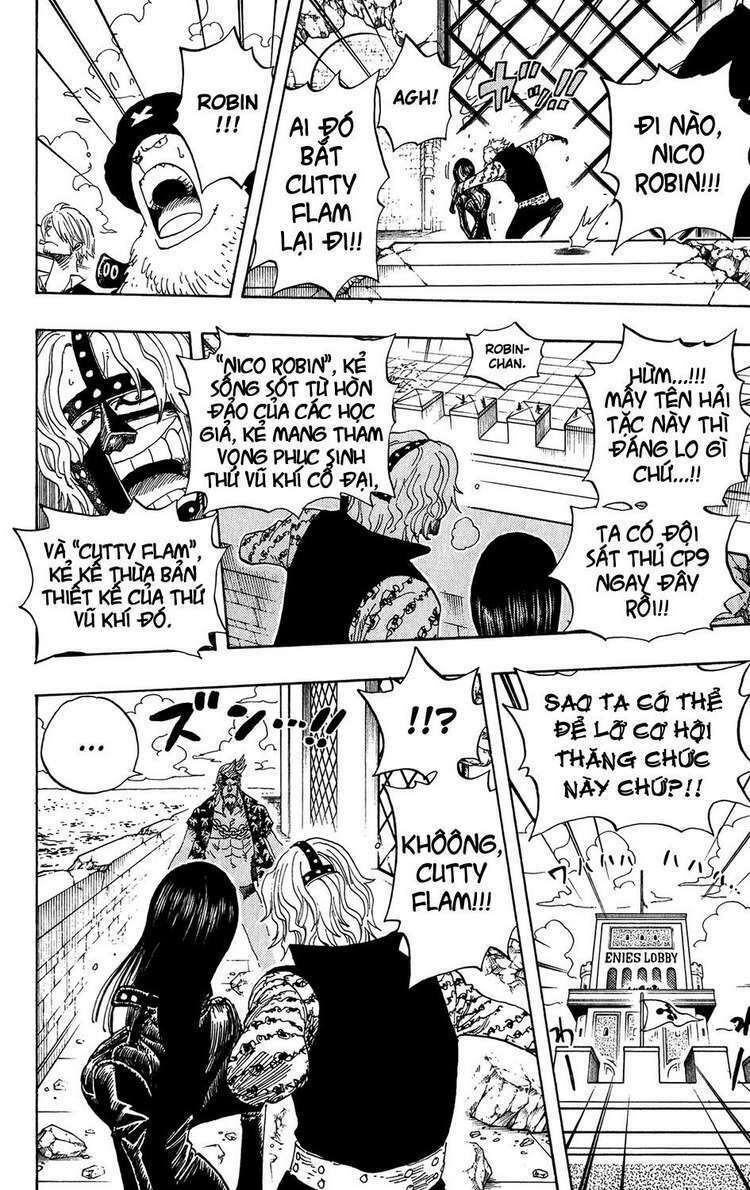 ĐI NÀO,
NICO
ROBIN!!!
AGH!
ガッ!!
AI ĐÓ
BẮT
CUTTY
FLAM
LẠI ĐI!!
ROBIN
!!!
HỪM...!!!
MẤY TÊN HẢI
TẶC NÀY THÌ
ĐÁNG LO GÌ
CHỨ...!!
TA CÓ ĐỘI
SÁT THỦ CP9
NGAY ĐÂY
RỒI!!
ROBIN-
CHAN.
"NICO ROBIN", KẺ
SỐNG SÓT TỪ HÒN
ĐẢO CỦA CÁC HỌC
GIẢ, KẺ MANG THAM
VỌNG PHỤC SINH
THỨ VŨ KHÍ CỔ ĐẠI,
VÀ "CUTTY FLAM",
KẺ KẾ THỪA BẢN
THIẾT KẾ CỦA THỨ
VŨ KHÍ ĐÓ.
SAO TA CÓ THỂ
ĐỂ LỠ CƠ HỘI
THĂNG CHỨC
NÀY CHỨ?!!
ENIES LOBBY
!!?
KHÔÔNG,
CUTTY
FLAM!!!
ズン…!!
...